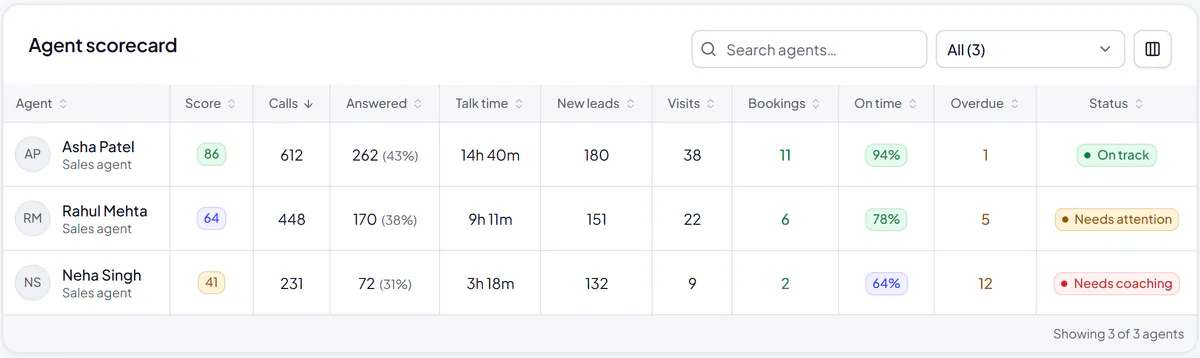 Agent scorecard
Search agents...
All (3)
Agent Score Calls Answered Talk time New leads Visits Bookings On time Overdue Status
AP Asha Patel 86 612 262 (43%) 14h 40m 180 38 11 94% 1 On track
Sales agent
RM Rahul Mehta 64 448 170 (38%) 9h 11m 151 22 6 78% 5 Needs attention
Sales agent
NS Neha Singh 41 231 72 (31%) 3h 18m 132 9 2 64% 12 Needs coaching
Sales agent
Showing 3 of 3 agents